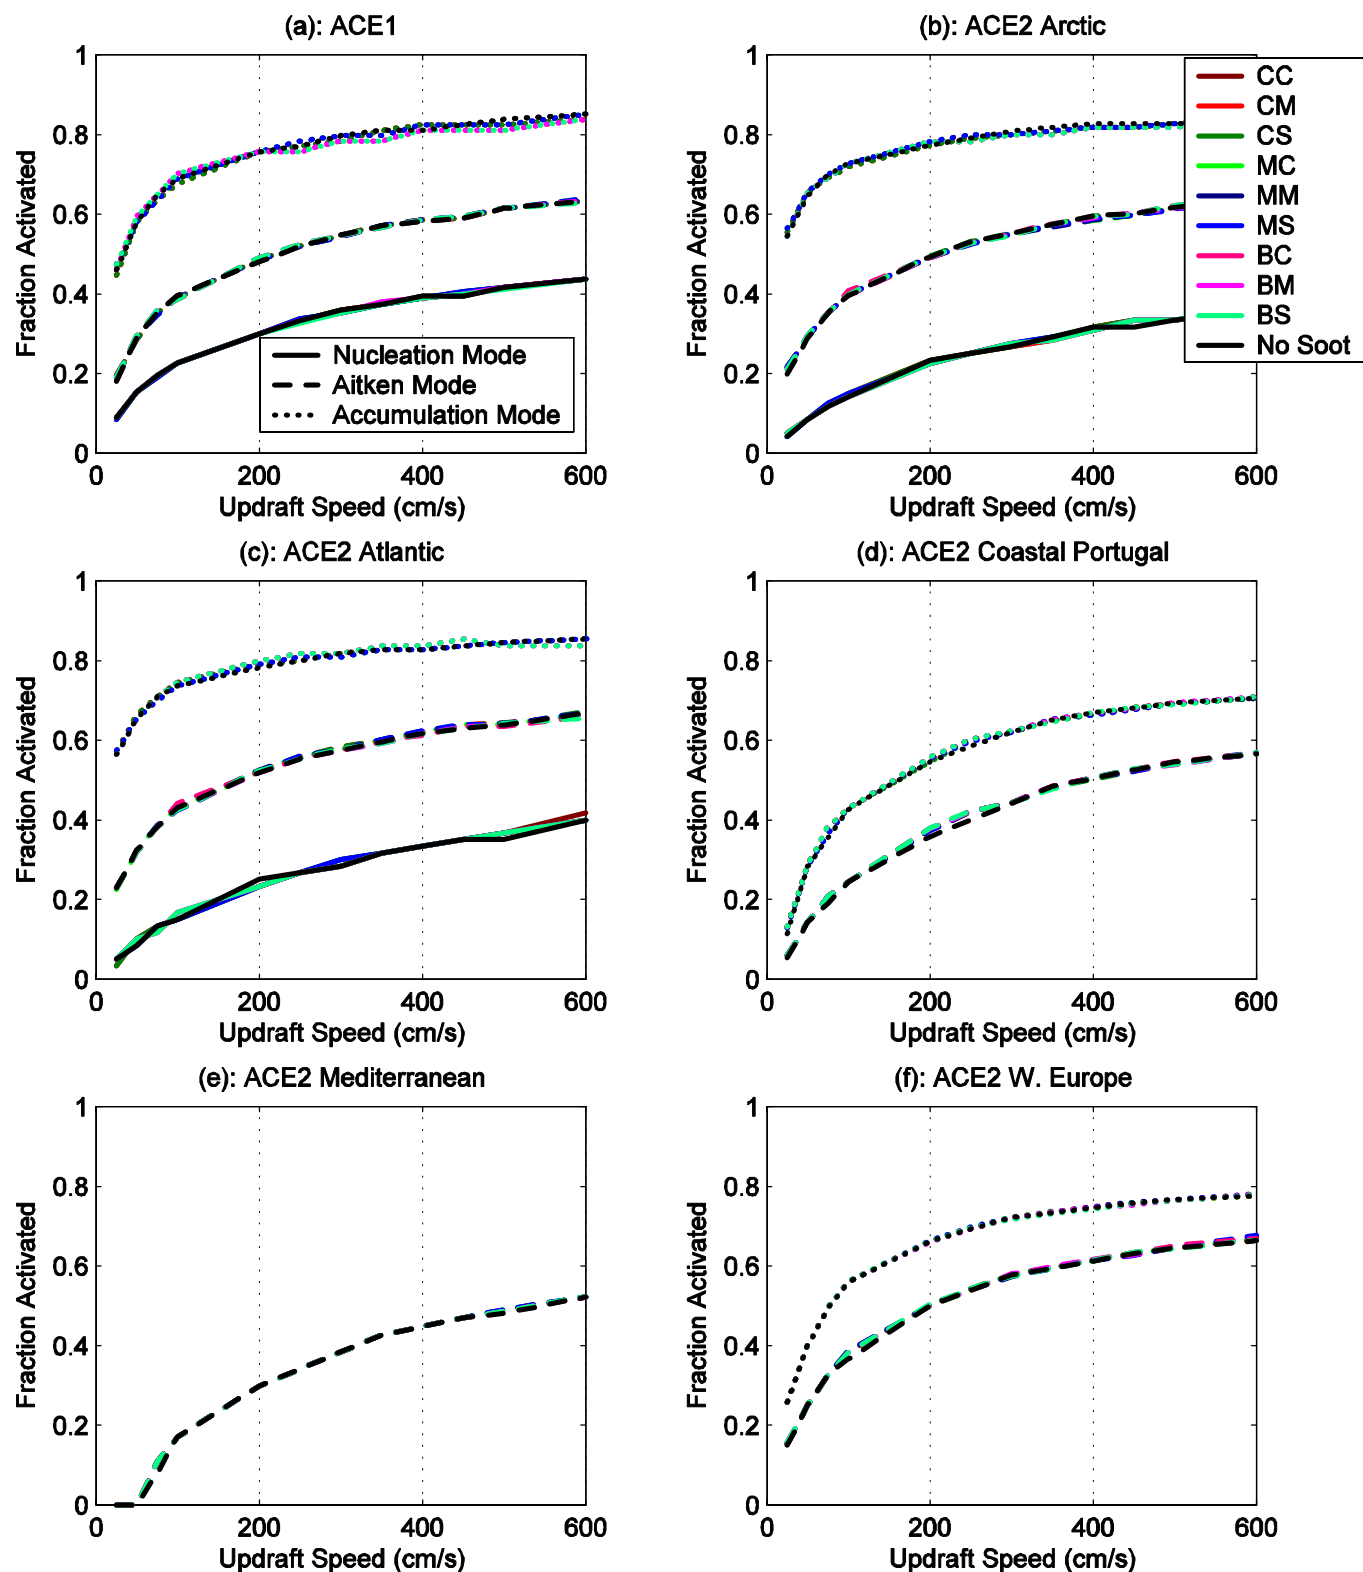 (a): ACE1
1
0.8
0.6
0.4
0.2
0
Fraction Activated
Nucleation Mode
Aitken Mode
Accumulation Mode
0 200 400 600
Updraft Speed (cm/s)
(b): ACE2 Arctic
1
0.8
0.6
0.4
0.2
0
Fraction Activated
CC
CM
CS
MC
MM
MS
BC
BM
BS
No Soot
0 200 400 600
Updraft Speed (cm/s)
(c): ACE2 Atlantic
1
0.8
0.6
0.4
0.2
0
Fraction Activated
0 200 400 600
Updraft Speed (cm/s)
(d): ACE2 Coastal Portugal
1
0.8
0.6
0.4
0.2
0
Fraction Activated
0 200 400 600
Updraft Speed (cm/s)
(e): ACE2 Mediterranean
1
0.8
0.6
0.4
0.2
0
Fraction Activated
0 200 400 600
Updraft Speed (cm/s)
(f): ACE2 W. Europe
1
0.8
0.6
0.4
0.2
0
Fraction Activated
0 200 400 600
Updraft Speed (cm/s)